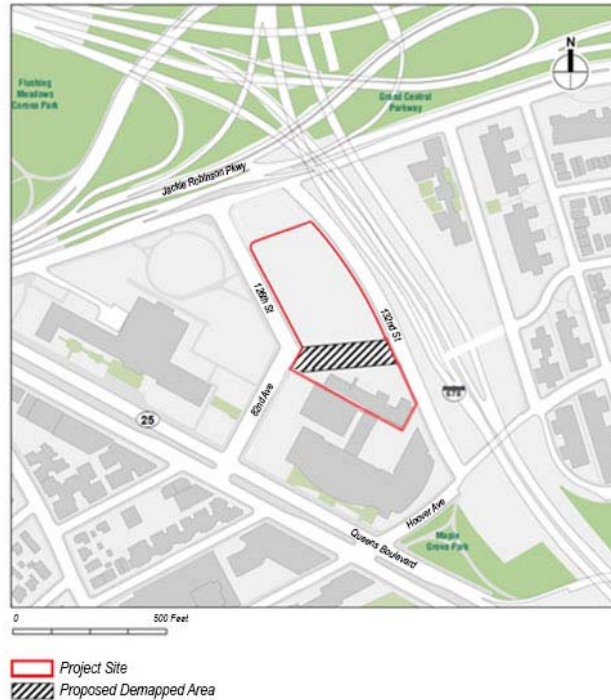 N
Flushing
Meadows
Corona Park
Grand Central
Parkway
Jackie Robinson Pkwy
126th St
132nd St
82nd Ave
678
25
Hoover Ave
Queens Boulevard
Maple
Grove Park
0 500 Feet
Project Site
Proposed Demapped Area